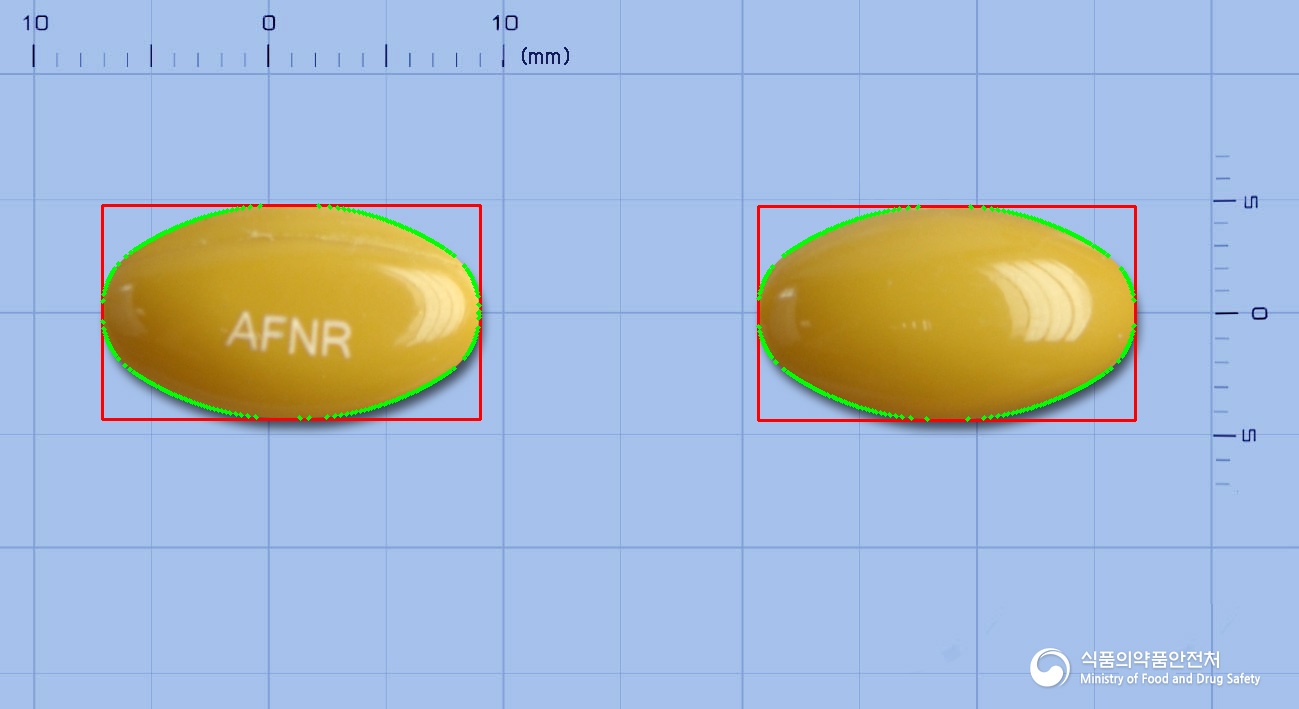 10 0 10
(mm)
5
AFNR
0
5
식품의약품안전처
Ministry of Food and Drug Safety